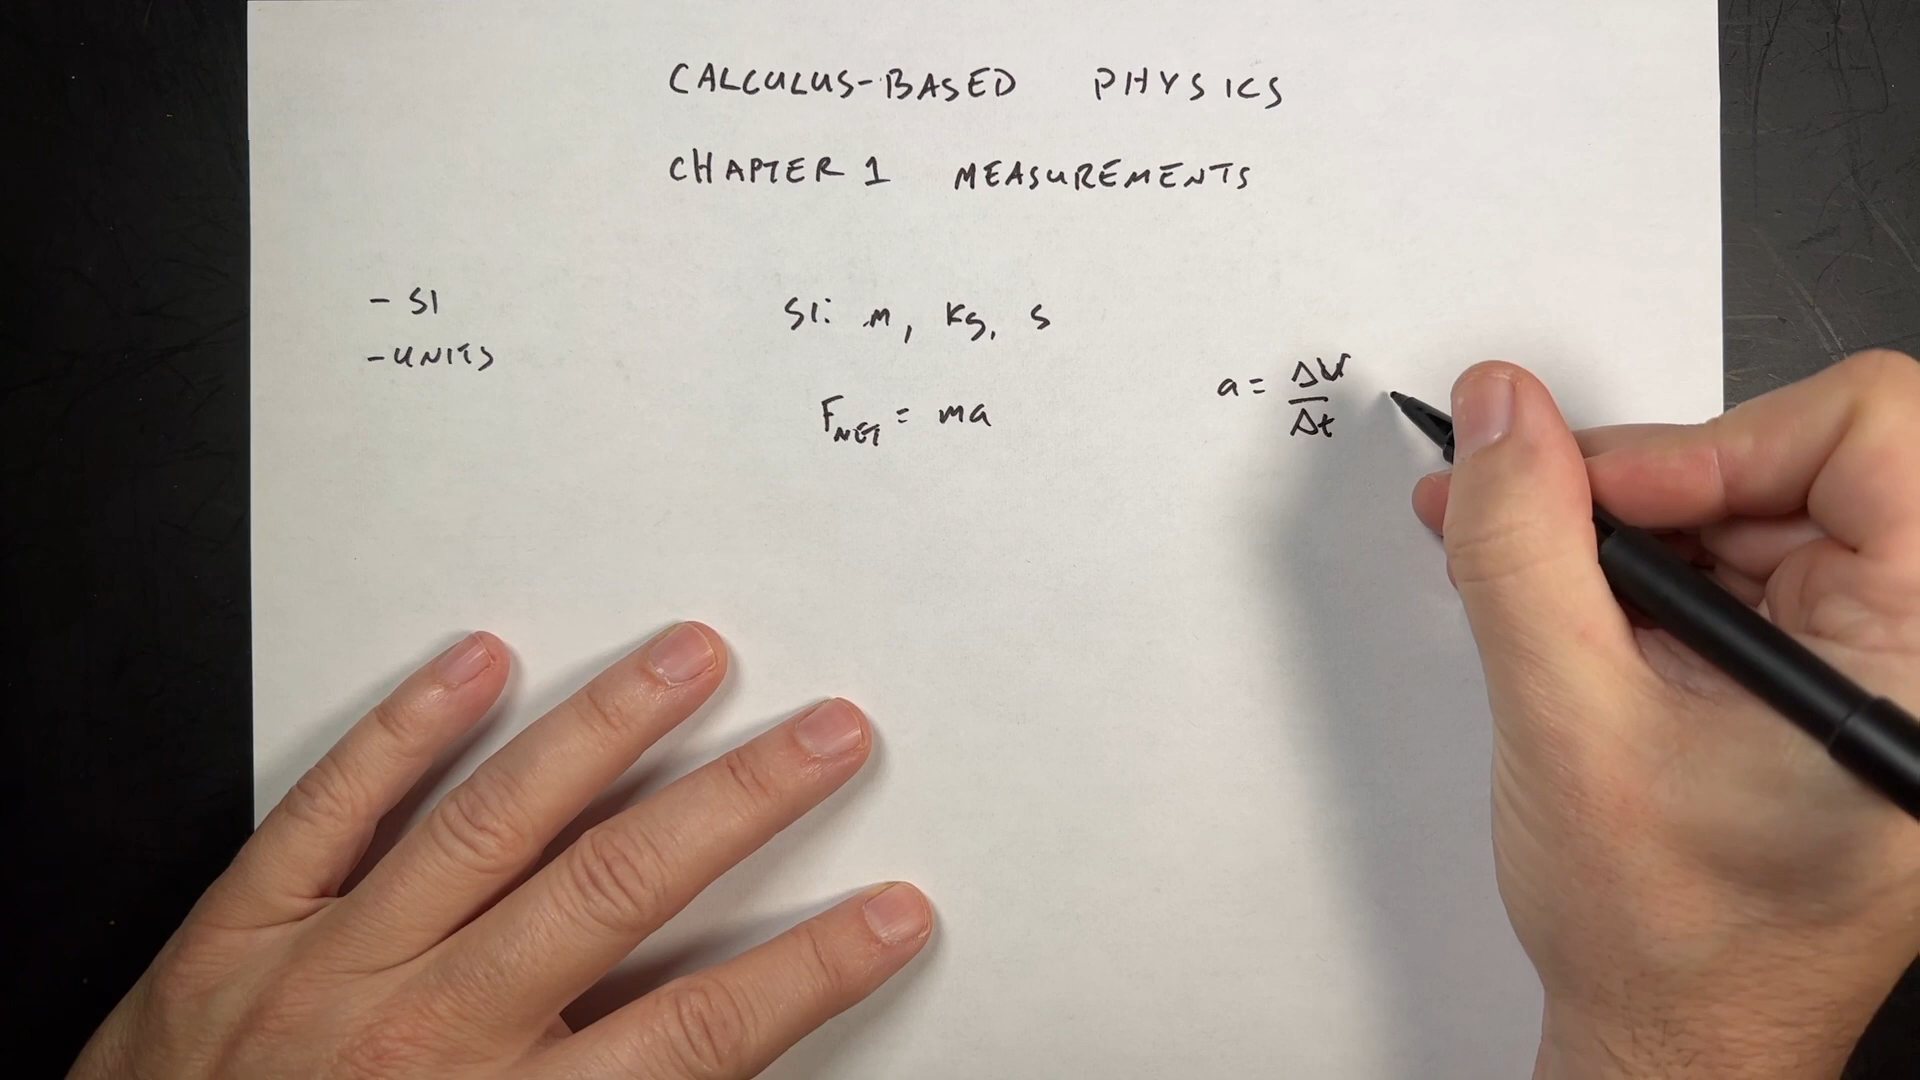 CALCULUS-BASED PHYSICS
CHAPTER 1 MEASUREMENTS
- SI
- UNITS
SI: m, kg, s
F_NET = ma
a = Δv/Δt